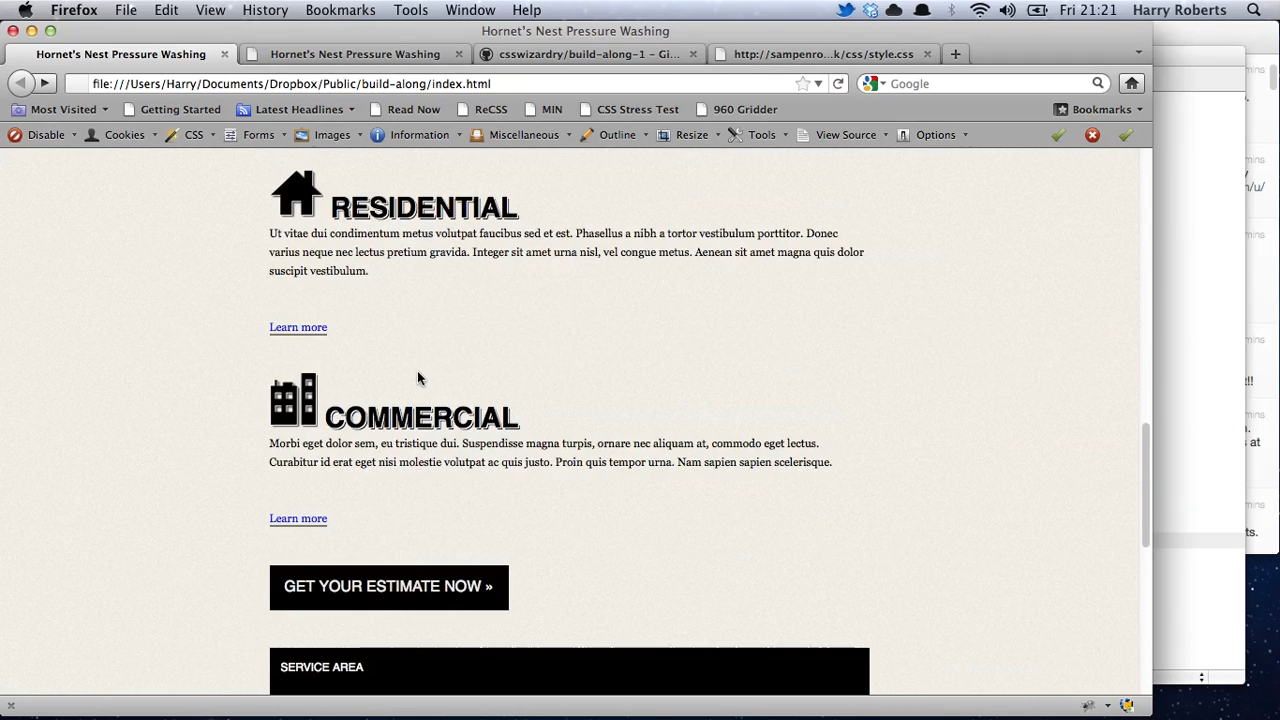 Firefox File Edit View History Bookmarks Tools Window Help Fri 21:21 Harry Roberts
Hornet's Nest Pressure Washing
Hornet's Nest Pressure Washing Hornet's Nest Pressure Washing csswizardry/build-along-1 – Gi... http://sampenro...k/css/style.css
file:///Users/Harry/Documents/Dropbox/Public/build-along/index.html Google
Most Visited Getting Started Latest Headlines Read Now ReCSS MIN CSS Stress Test 960 Gridder Bookmarks
Disable Cookies CSS Forms Images Information Miscellaneous Outline Resize Tools View Source Options
RESIDENTIAL
Ut vitae dui condimentum metus volutpat faucibus sed et est. Phasellus a nibh a tortor vestibulum porttitor. Donec
varius neque nec lectus pretium gravida. Integer sit amet urna nisl, vel congue metus. Aenean sit amet magna quis dolor
suscipit vestibulum.
Learn more
COMMERCIAL
Morbi eget dolor sem, eu tristique dui. Suspendisse magna turpis, ornare nec aliquam at, commodo eget lectus.
Curabitur id erat eget nisi molestie volutpat ac quis justo. Proin quis tempor urna. Nam sapien sapien scelerisque.
Learn more
GET YOUR ESTIMATE NOW »
SERVICE AREA